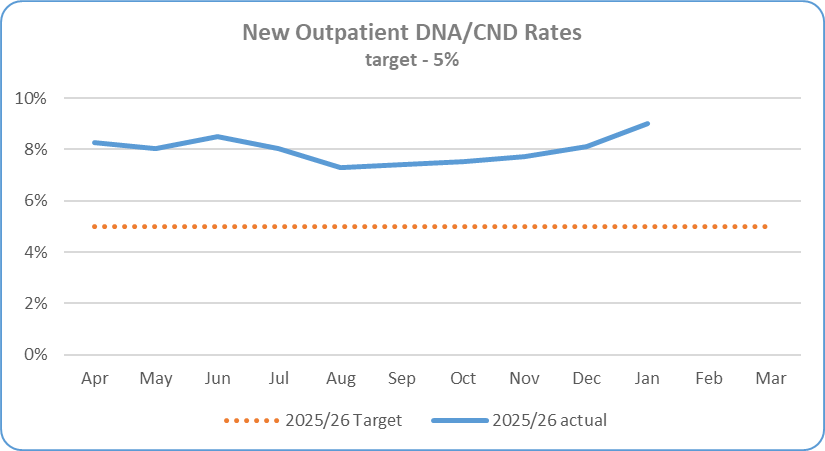 New Outpatient DNA/CND Rates
target - 5%
10%
8%
6%
4%
2%
0%
Apr May Jun Jul Aug Sep Oct Nov Dec Jan Feb Mar
2025/26 Target 2025/26 actual